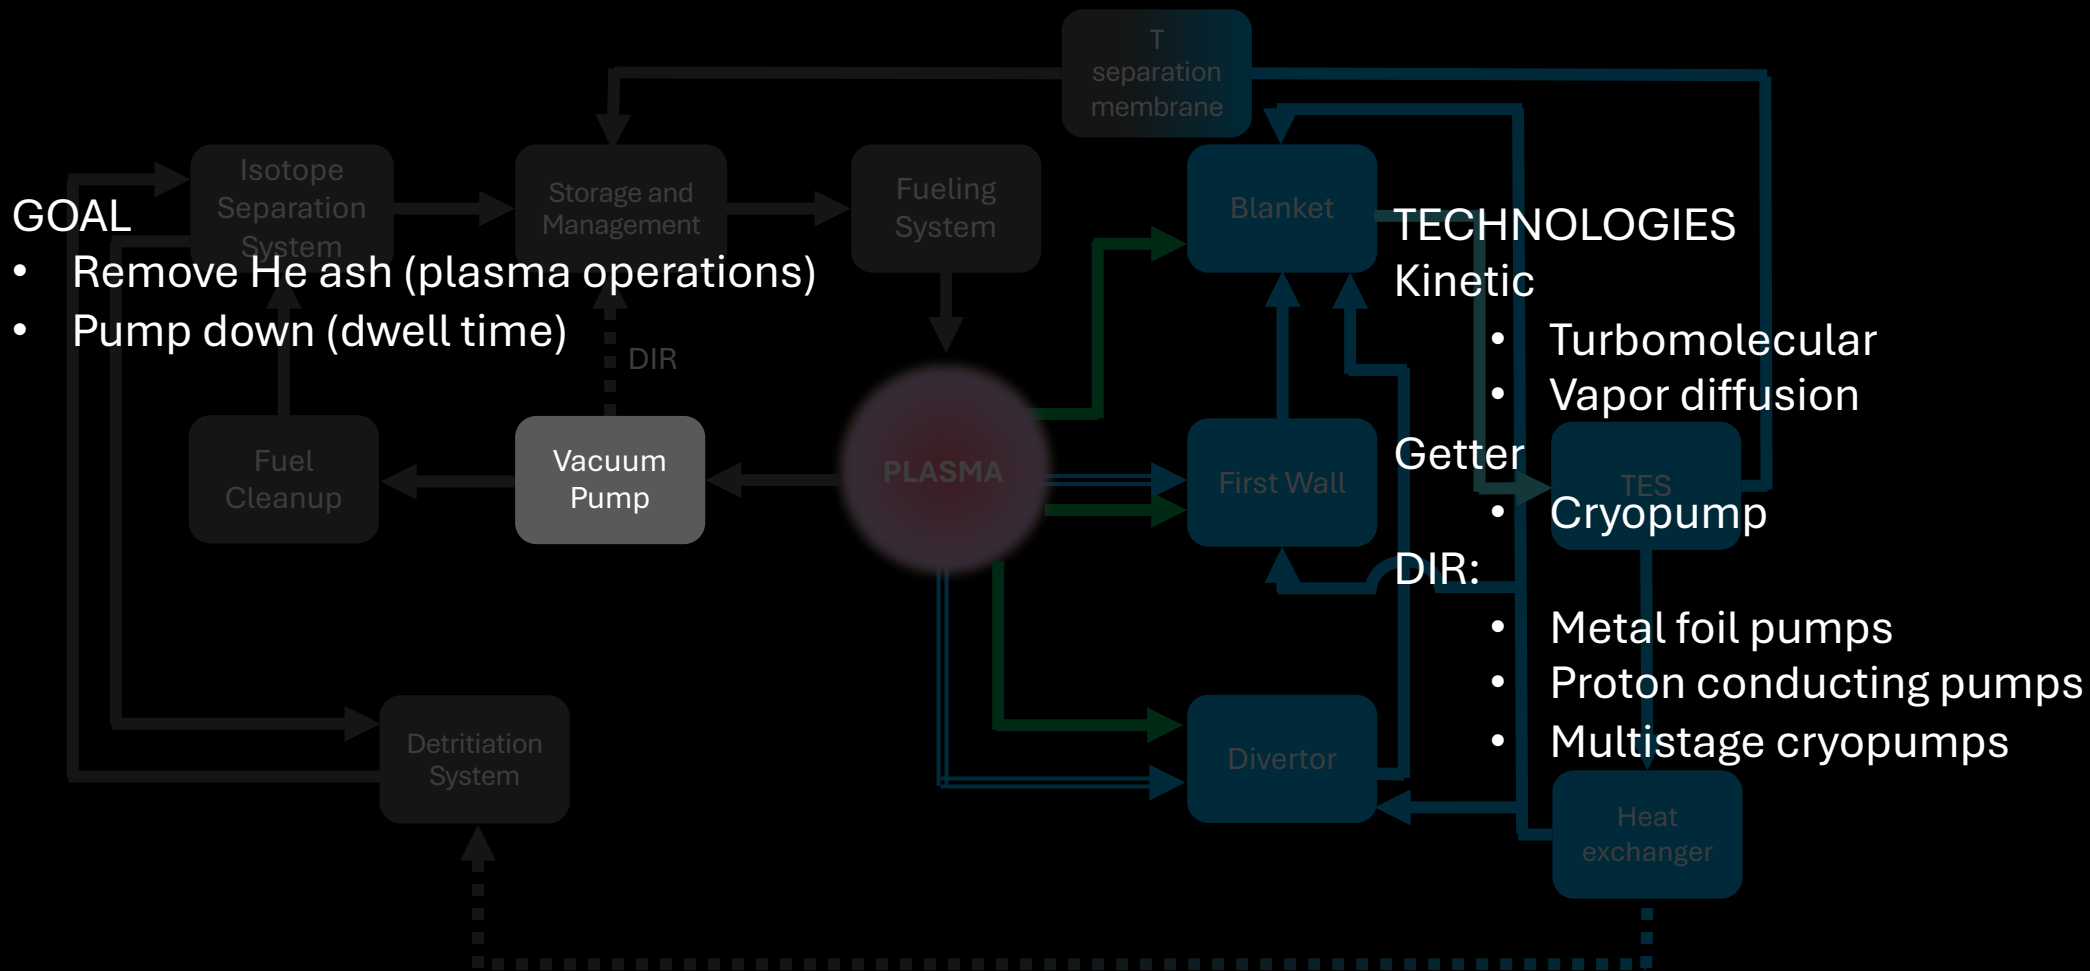 T
separation
membrane
Isotope
Separation
System
Storage and
Management
Fueling
System
Blanket
GOAL
• Remove He ash (plasma operations)
• Pump down (dwell time)
DIR
TECHNOLOGIES
Kinetic
• Turbomolecular
• Vapor diffusion
Getter
• Cryopump
DIR:
• Metal foil pumps
• Proton conducting pumps
• Multistage cryopumps
Fuel
Cleanup
Vacuum
Pump
PLASMA
First Wall
TES
Detritiation
System
Divertor
Heat
exchanger